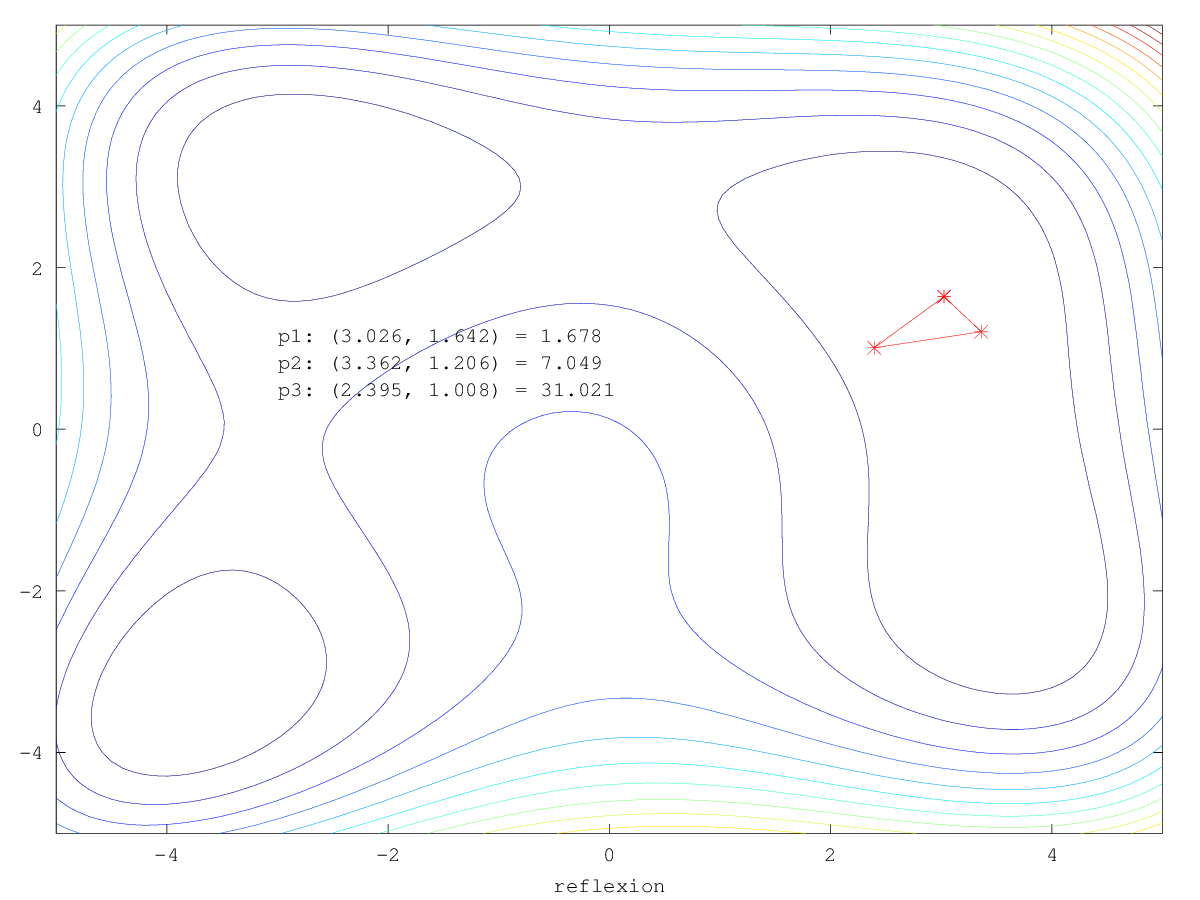 4
2
p1: (3.026, 1.642) = 1.678
p2: (3.362, 1.206) = 7.049
p3: (2.395, 1.008) = 31.021
0
-2
-4
-4 -2 0 2 4
reflexion